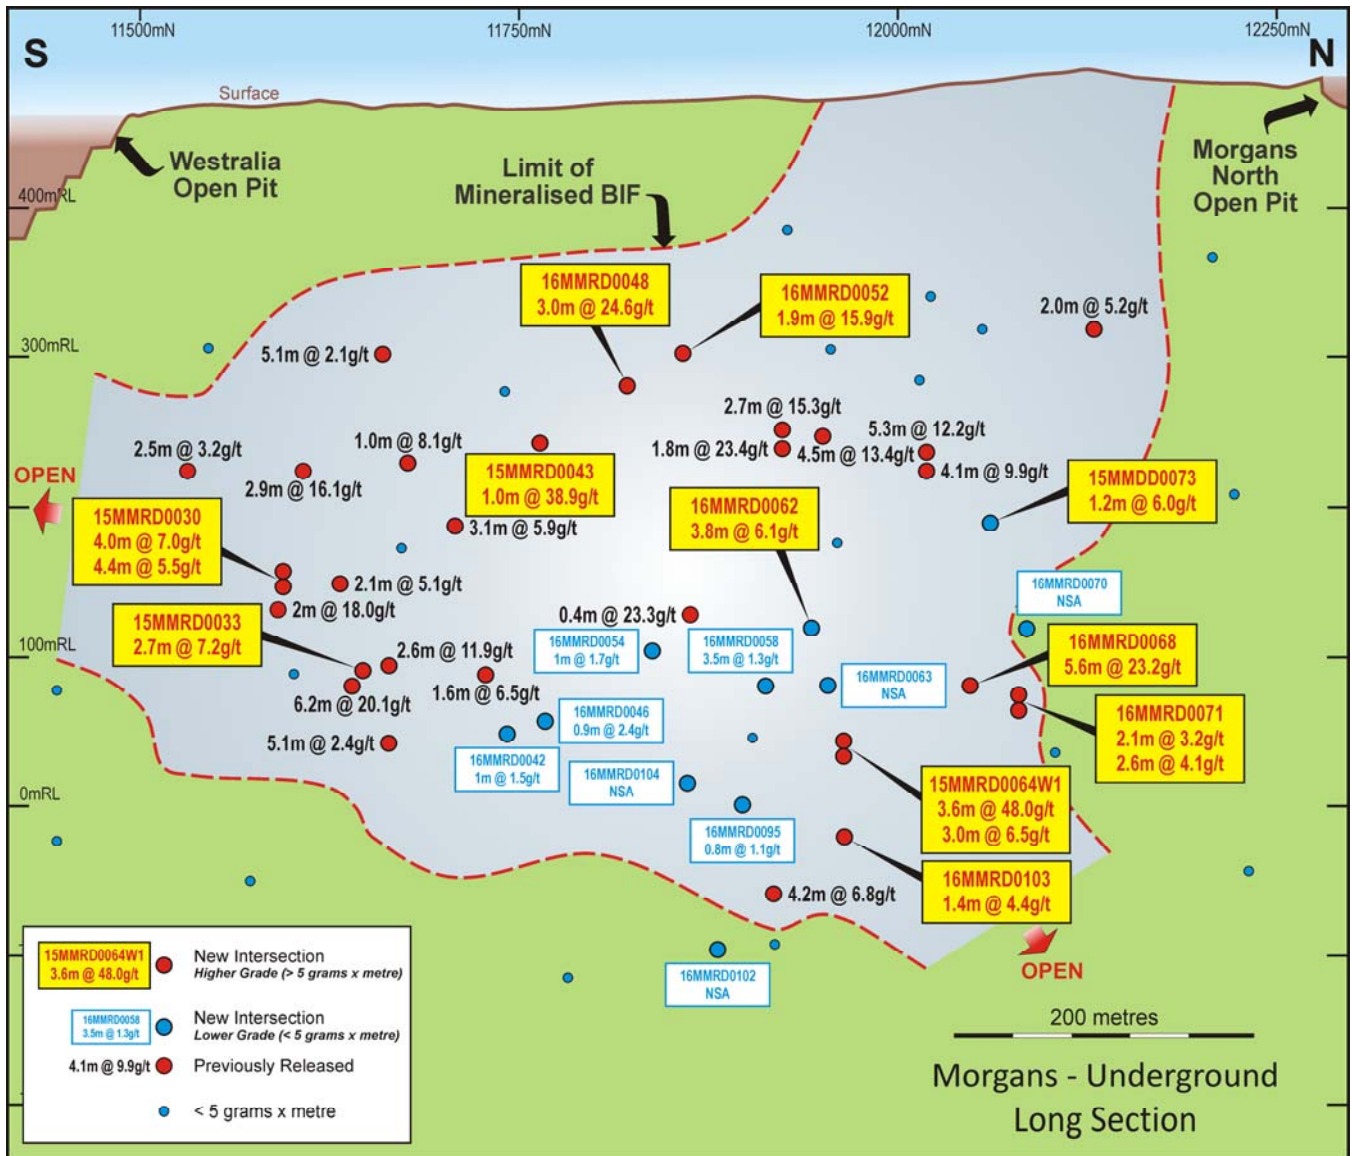 11500mN
11750mN
12000mN
12250mN
S
N
Surface
Westralia
Open Pit
Limit of
Mineralised BIF
Morgans
North
Open Pit
400mRL
16MMRD0048
3.0m @ 24.6g/t
16MMRD0052
1.9m @ 15.9g/t
2.0m @ 5.2g/t
300mRL
5.1m @ 2.1g/t
2.7m @ 15.3g/t
5.3m @ 12.2g/t
1.0m @ 8.1g/t
2.5m @ 3.2g/t
1.8m @ 23.4g/t
4.5m @ 13.4g/t
4.1m @ 9.9g/t
OPEN
2.9m @ 16.1g/t
15MMRD0043
1.0m @ 38.9g/t
15MMDD0073
1.2m @ 6.0g/t
16MMRD0062
3.8m @ 6.1g/t
15MMRD0030
4.0m @ 7.0g/t
4.4m @ 5.5g/t
3.1m @ 5.9g/t
2.1m @ 5.1g/t
16MMRD0070
NSA
2m @ 18.0g/t
0.4m @ 23.3g/t
15MMRD0033
2.7m @ 7.2g/t
16MMRD0054
1m @ 1.7g/t
16MMRD0058
3.5m @ 1.3g/t
16MMRD0068
5.6m @ 23.2g/t
100mRL
2.6m @ 11.9g/t
16MMRD0063
NSA
1.6m @ 6.5g/t
6.2m @ 20.1g/t
16MMRD0046
0.9m @ 2.4g/t
16MMRD0071
2.1m @ 3.2g/t
2.6m @ 4.1g/t
5.1m @ 2.4g/t
16MMRD0042
1m @ 1.5g/t
16MMRD0104
NSA
15MMRD0064W1
3.6m @ 48.0g/t
3.0m @ 6.5g/t
0mRL
16MMRD0095
0.8m @ 1.1g/t
16MMRD0103
1.4m @ 4.4g/t
4.2m @ 6.8g/t
OPEN
16MMRD0102
NSA
15MMRD0064W1
3.6m @ 48.0g/t
New Intersection
Higher Grade (> 5 grams x metre)
16MMRD0058
3.5m @ 1.3g/t
New Intersection
Lower Grade (< 5 grams x metre)
4.1m @ 9.9g/t
Previously Released
< 5 grams x metre
200 metres
Morgans - Underground
Long Section